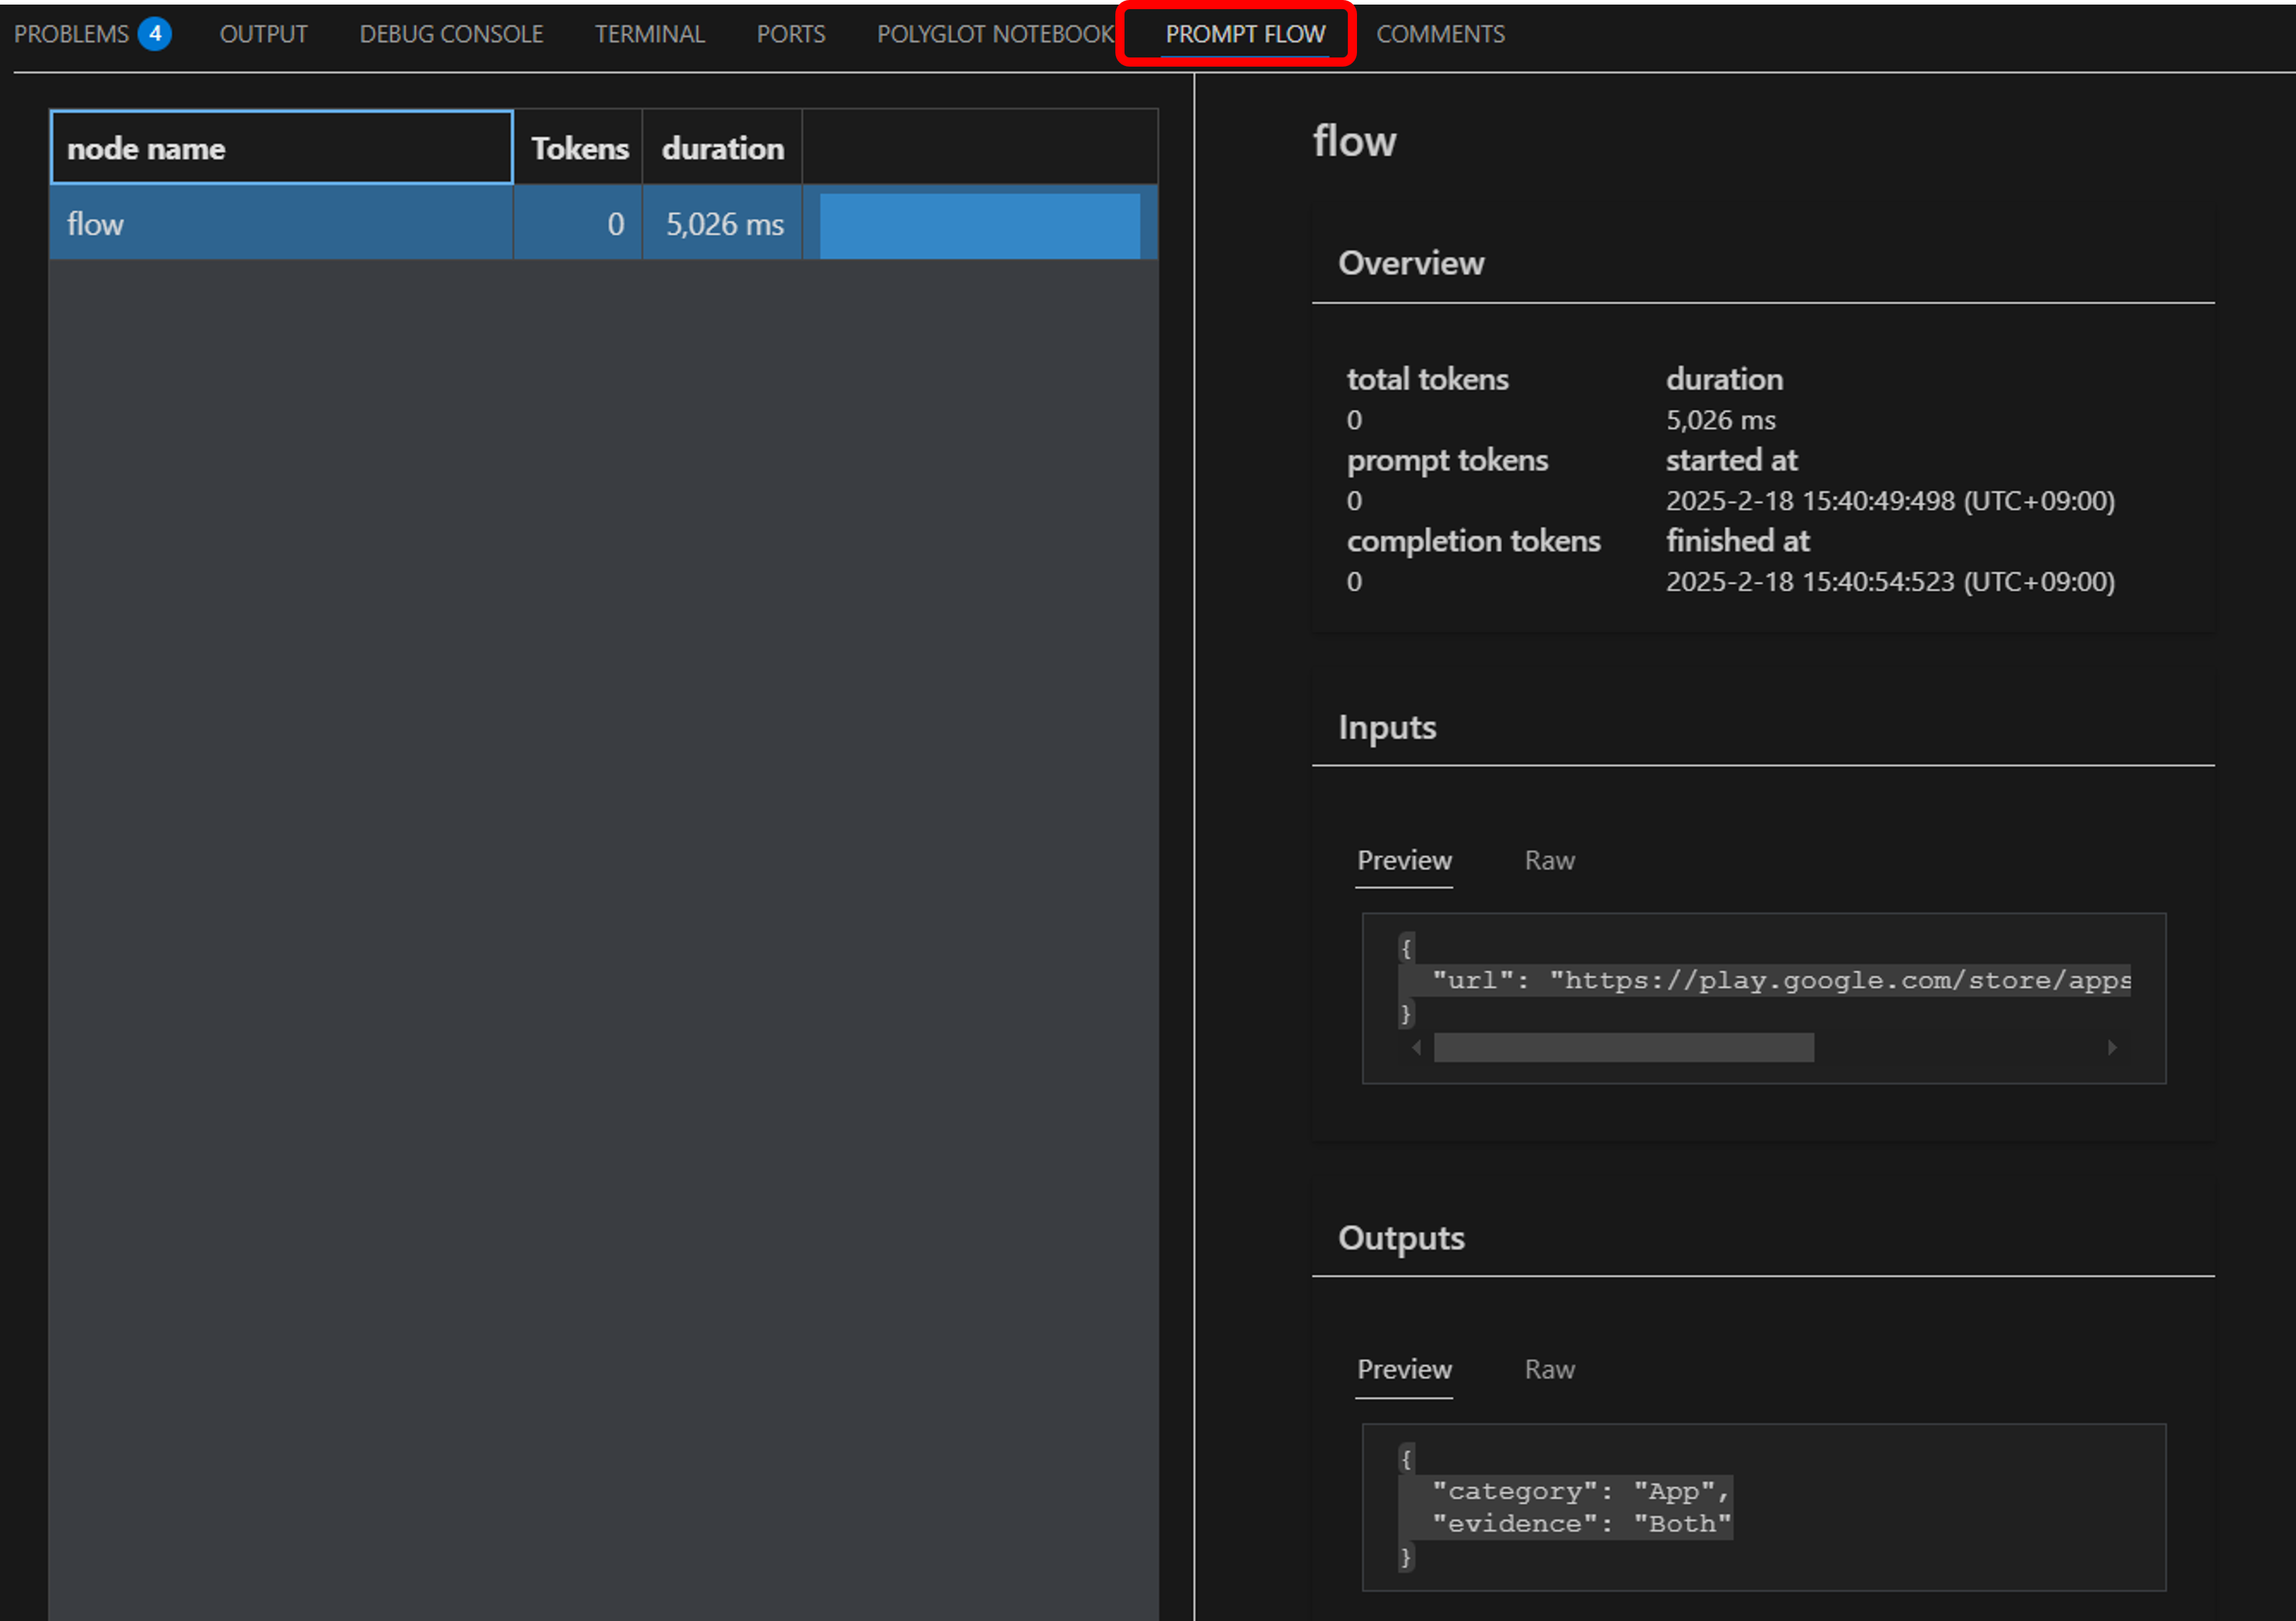 PROBLEMS 4 OUTPUT DEBUG CONSOLE TERMINAL PORTS POLYGLOT NOTEBOOK PROMPT FLOW COMMENTS
node name Tokens duration
flow 0 5,026 ms
flow
Overview
total tokens duration
0 5,026 ms
prompt tokens started at
0 2025-2-18 15:40:49:498 (UTC+09:00)
completion tokens finished at
0 2025-2-18 15:40:54:523 (UTC+09:00)
Inputs
Preview Raw
{
"url": "https://play.google.com/store/apps
}
Outputs
Preview Raw
{
"category": "App",
"evidence": "Both"
}